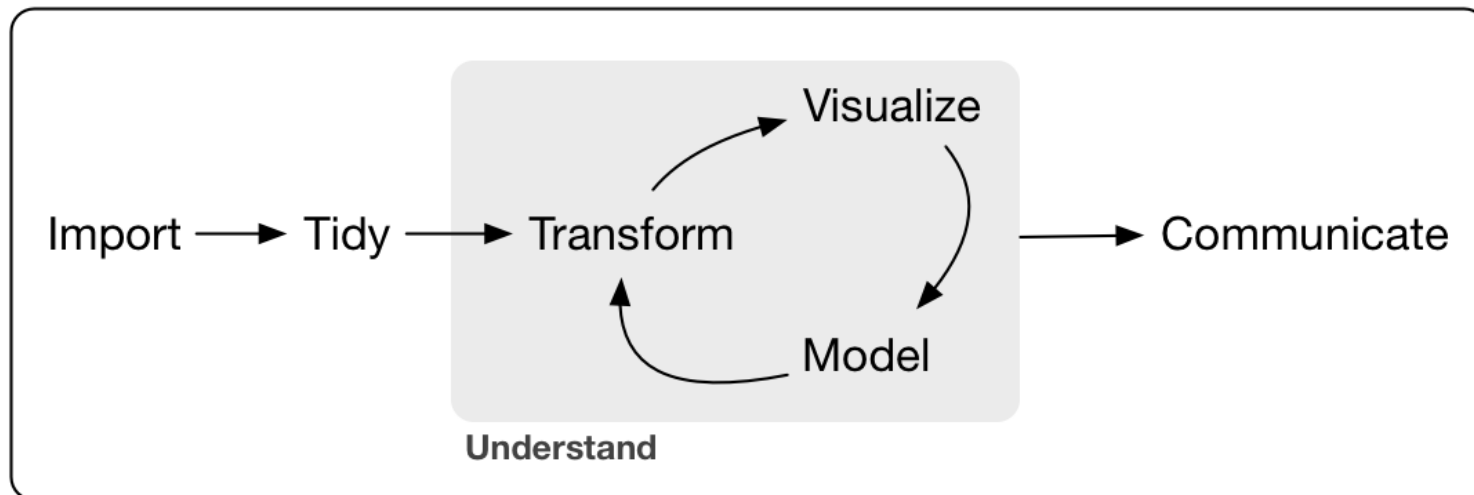 Visualize
Import
Tidy
Transform
Communicate
Model
Understand